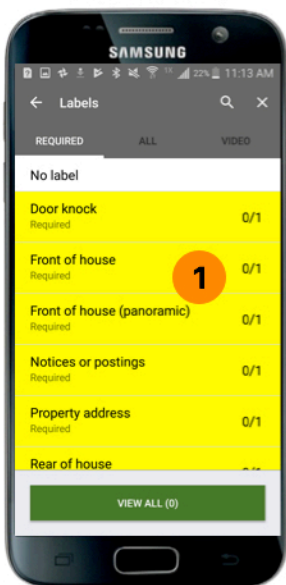 SAMSUNG
22% 11:13 AM
Labels
REQUIRED ALL VIDEO
No label
Door knock
Required
0/1
Front of house
Required
0/1
1
Front of house (panoramic)
Required
0/1
Notices or postings
Required
0/1
Property address
Required
0/1
Rear of house
VIEW ALL (0)